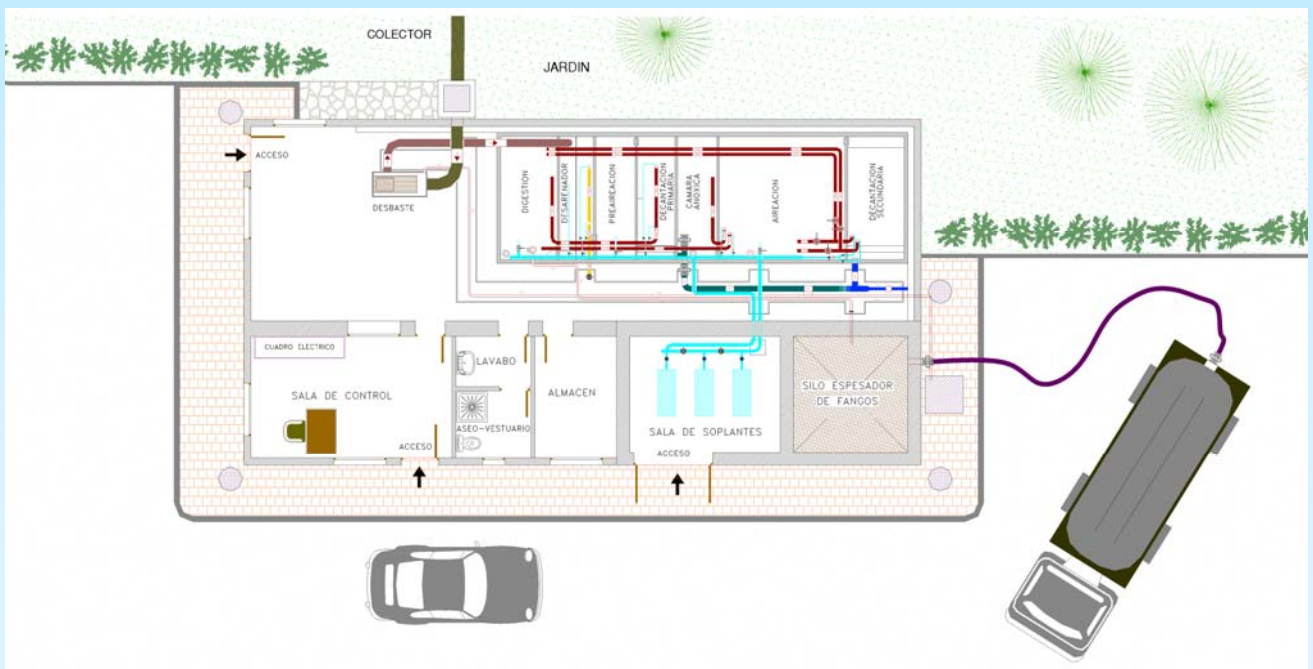 COLECTOR
JARDIN
ACCESO
DESBASTE
DIGESTION
DESARENADOR
PREAIREACION
DECANTACION
PRIMARIA
CAMARA
ANOXICA
AIREACION
DECANTACION
SECUNDARIA
CUADRO ELECTRICO
SALA DE CONTROL
ACCESO
LAVABO
ASEO-VESTUARIO
ALMACEN
SALA DE SOPLANTES
ACCESO
SILO ESPESADOR
DE FANGOS